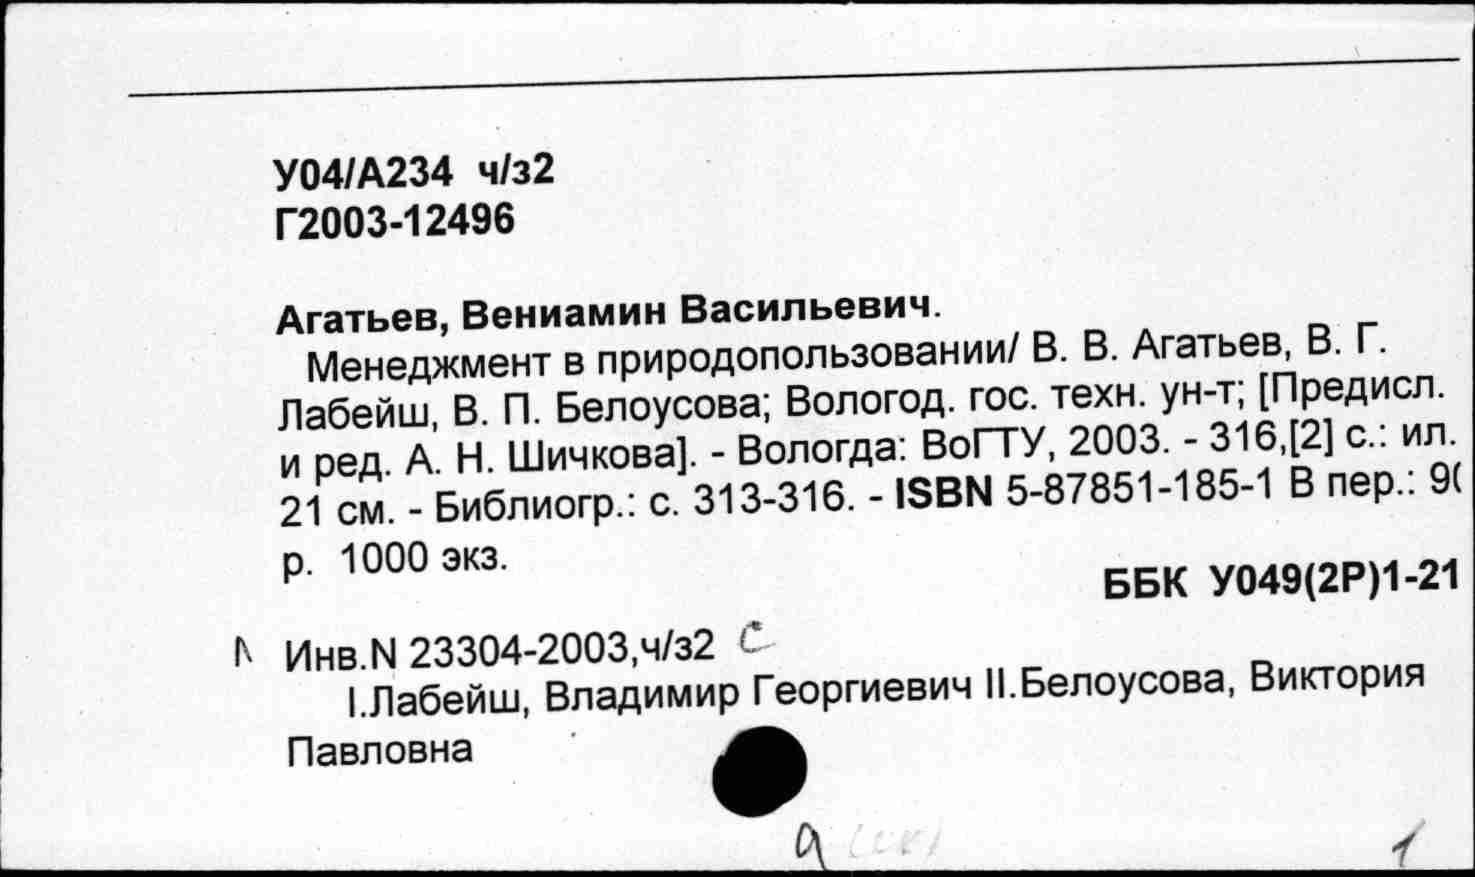 У04/А234 ч/з2
Г2003-12496
Агатьев, Вениамин Васильевич.
Менеджмент в природопользовании/ В. В. Агатьев, В. Г.
Лабейш, В. П. Белоусова; Вологод. гос. техн. ун-т; [Предисл.
и ред. А. Н. Шичкова]. - Вологда: ВоГТУ, 2003. - 316,[2] с.: ил.
21 см. - Библиогр.: с. 313-316. - ISBN 5-87851-185-1 В пер.:
р. 1000 экз.
ББК У049(2Р)1-21
Инв.N 23304-2003,ч/з2 С
I.Лабейш, Владимир Георгиевич II.Белоусова, Виктория
Павловна
1